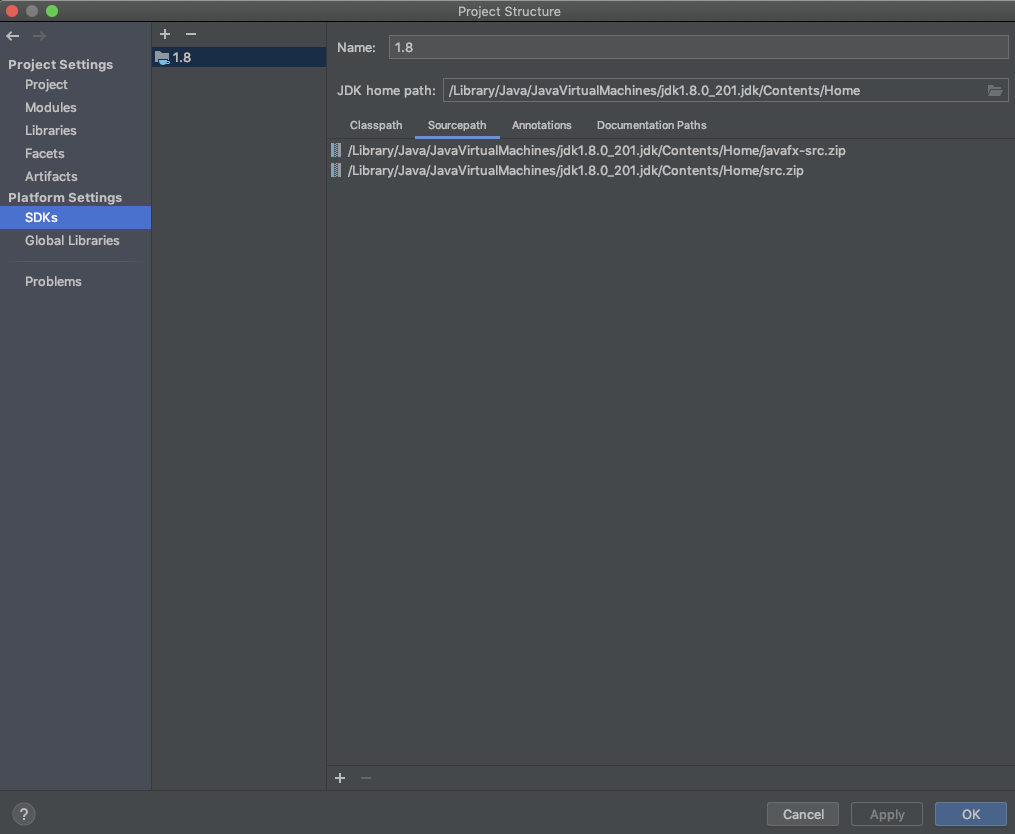 Project Structure
Project Settings
Project
Modules
Libraries
Facets
Artifacts
Platform Settings
SDKs
Global Libraries
Problems
1.8
Name: 1.8
JDK home path: /Library/Java/JavaVirtualMachines/jdk1.8.0_201.jdk/Contents/Home
Classpath Sourcepath Annotations Documentation Paths
/Library/Java/JavaVirtualMachines/jdk1.8.0_201.jdk/Contents/Home/javafx-src.zip
/Library/Java/JavaVirtualMachines/jdk1.8.0_201.jdk/Contents/Home/src.zip
? Cancel Apply OK